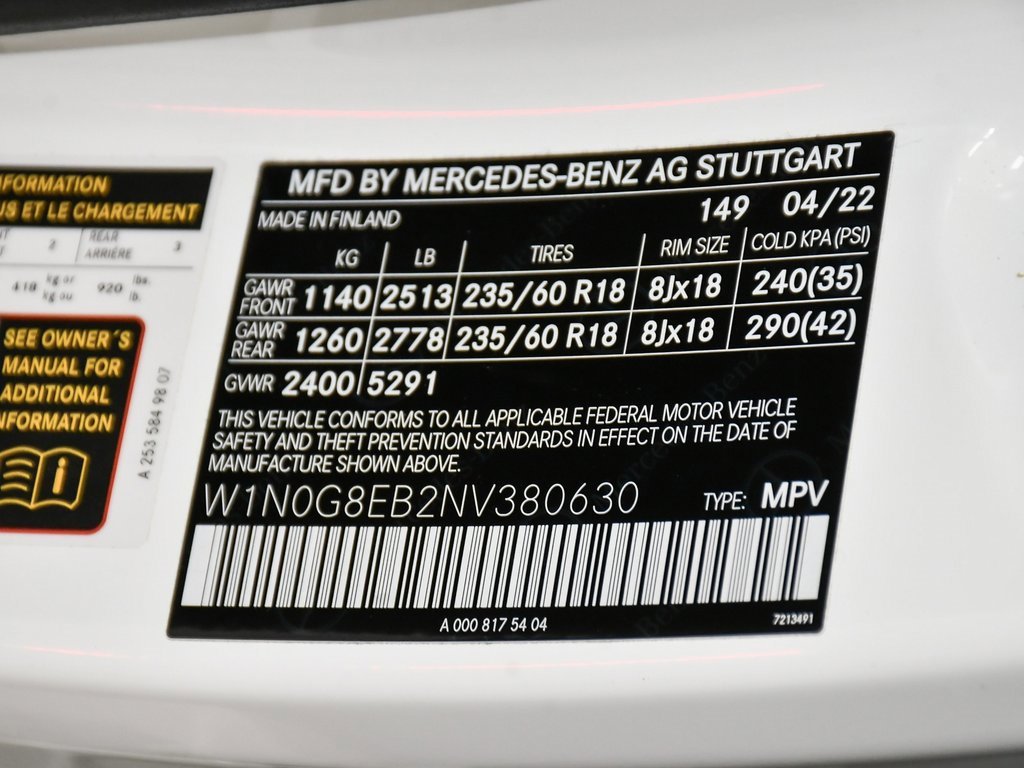 INFORMATION
US ET LE CHARGEMENT
2 REAR ARRIÈRE 3
418 kg or kg ou 920 lbs. lb.
SEE OWNER´S
MANUAL FOR
ADDITIONAL
INFORMATION
A 253 584 98 07
MFD BY MERCEDES-BENZ AG STUTTGART
MADE IN FINLAND 149 04/22
KG LB TIRES RIM SIZE COLD KPA (PSI)
GAWR FRONT 1140 2513 235/60 R18 8Jx18 240(35)
GAWR REAR 1260 2778 235/60 R18 8Jx18 290(42)
GVWR 2400 5291
THIS VEHICLE CONFORMS TO ALL APPLICABLE FEDERAL MOTOR VEHICLE
SAFETY AND THEFT PREVENTION STANDARDS IN EFFECT ON THE DATE OF
MANUFACTURE SHOWN ABOVE.
W1N0G8EB2NV380630 TYPE: MPV
A 000 817 54 04 7213491